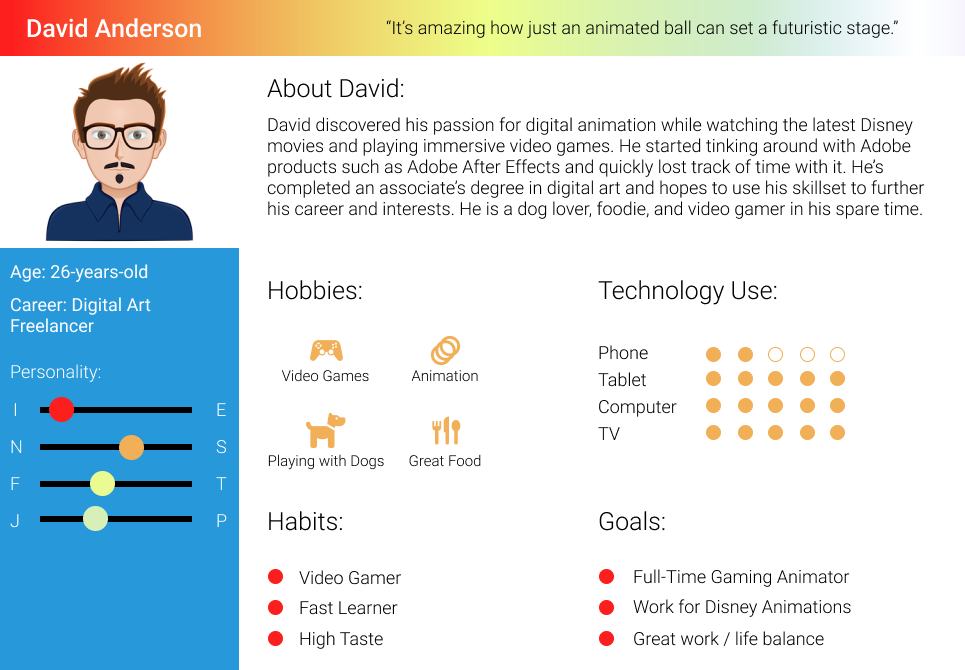 David Anderson
“It’s amazing how just an animated ball can set a futuristic stage.”
About David:
David discovered his passion for digital animation while watching the latest Disney
movies and playing immersive video games. He started tinking around with Adobe
products such as Adobe After Effects and quickly lost track of time with it. He’s
completed an associate’s degree in digital art and hopes to use his skillset to further
his career and interests. He is a dog lover, foodie, and video gamer in his spare time.
Age: 26-years-old
Career: Digital Art
Freelancer
Personality:
I E
N S
F T
J P
Hobbies:
Video Games
Animation
Playing with Dogs
Great Food
Technology Use:
Phone
Tablet
Computer
TV
Habits:
Video Gamer
Fast Learner
High Taste
Goals:
Full-Time Gaming Animator
Work for Disney Animations
Great work / life balance